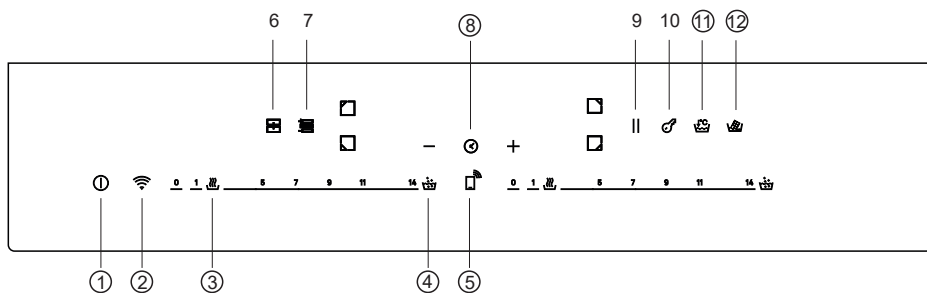 6 7 ⑧ 9 10 ⑪ ⑫
− +
0 1 5 7 9 11 14 0 1 5 7 9 11 14
① ② ③ ④ ⑤